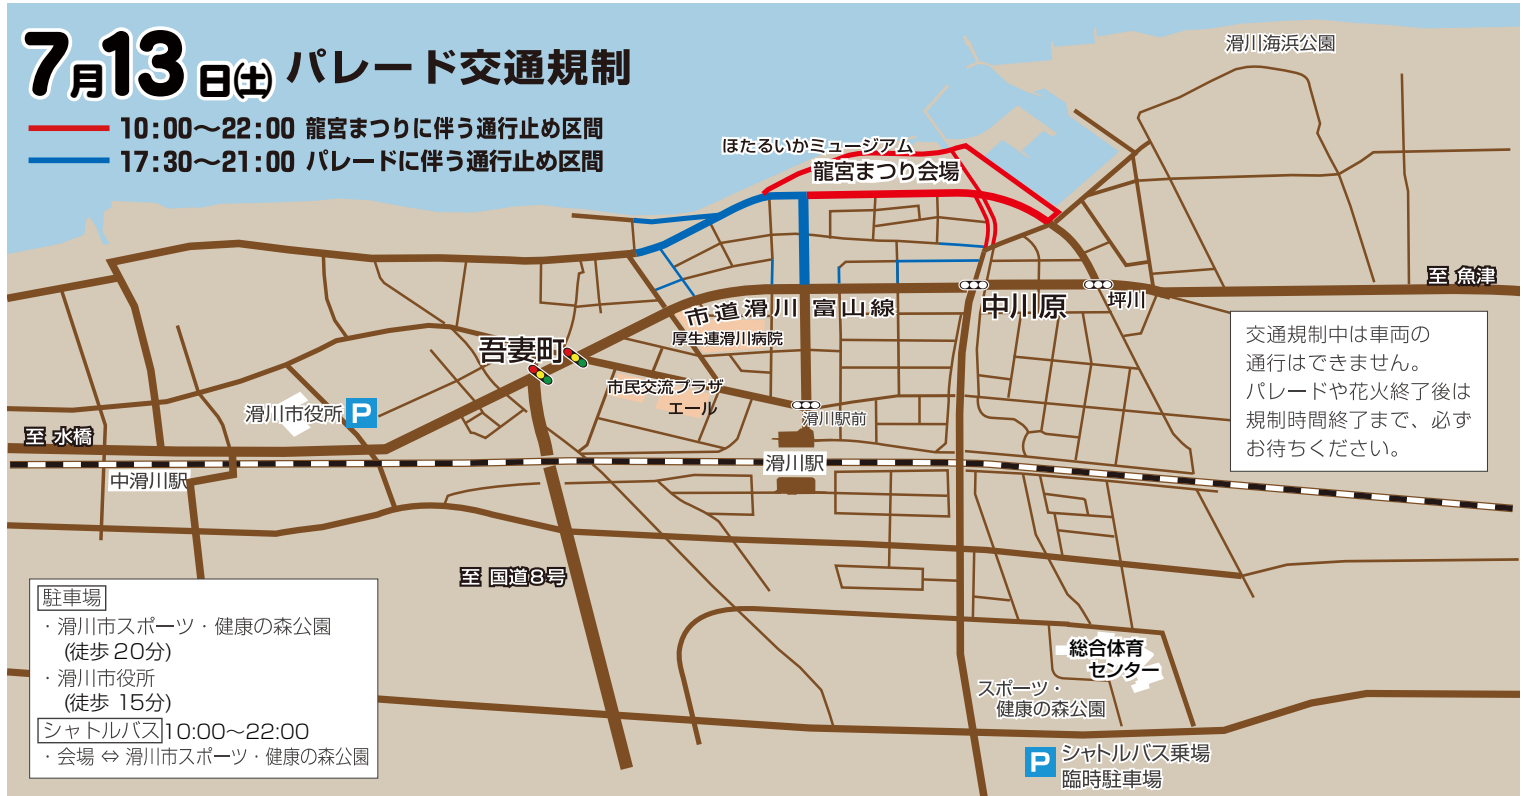 7月13日(土) パレード交通規制
10:00〜22:00 龍宮まつりに伴う通行止め区間
17:30〜21:00 パレードに伴う通行止め区間
滑川海浜公園
ほたるいかミュージアム
龍宮まつり会場
至 魚津
坪川
中川原
市道滑川 富山線
厚生連滑川病院
吾妻町
市民交流プラザ
エール
滑川市役所
P
滑川駅前
至 水橋
中滑川駅
滑川駅
交通規制中は車両の
通行はできません。
パレードや花火終了後は
規制時間終了まで、必ず
お待ちください。
至 国道8号
駐車場
・滑川市スポーツ・健康の森公園
(徒歩 20分)
・滑川市役所
(徒歩 15分)
シャトルバス 10:00〜22:00
・会場 ⇔ 滑川市スポーツ・健康の森公園
総合体育
センター
スポーツ・
健康の森公園
P シャトルバス乗場
臨時駐車場